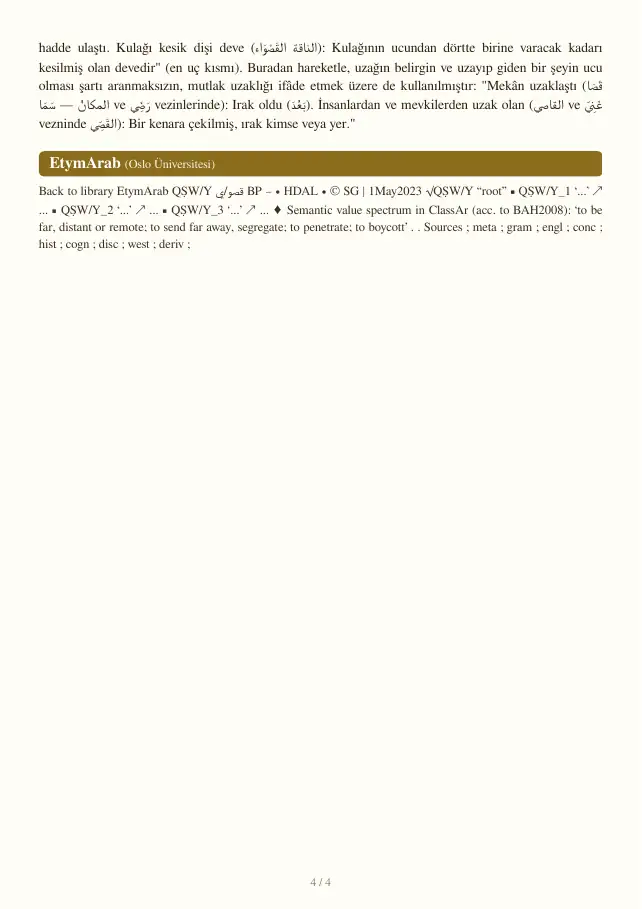 hadde ulaştı. Kulağı kesik dişi deve (الناقة القَصْوَاء): Kulağının ucundan dörtte birine varacak kadarı
kesilmiş olan devedir" (en uç kısmı). Buradan hareketle, uzağın belirgin ve uzayıp giden bir şeyin ucu
olması şartı aranmaksızın, mutlak uzaklığı ifâde etmek üzere de kullanılmıştır: "Mekân uzaklaştı (قَصَا
المكانُ — سَمَا ve رَضِي vezinlerinde): Irak oldu (بَعُدَ). İnsanlardan ve mevkilerden uzak olan (القاصي ve غَنِيّ
vezninde القَصِّي): Bir kenara çekilmiş, ırak kimse veya yer."
EtymArab (Oslo Üniversitesi)
Back to library EtymArab QṢW/Y قصو/ي BP – • HDAL • © SG | 1May2023 √QṢW/Y “root” ▪ QṢW/Y_1 ‘...’ ↗
... ▪ QṢW/Y_2 ‘...’ ↗ ... ▪ QṢW/Y_3 ‘...’ ↗ ... ♦ Semantic value spectrum in ClassAr (acc. to BAH2008): ‘to be
far, distant or remote; to send far away, segregate; to penetrate; to boycott’ . . Sources ; meta ; gram ; engl ; conc ;
hist ; cogn ; disc ; west ; deriv ;
4 / 4